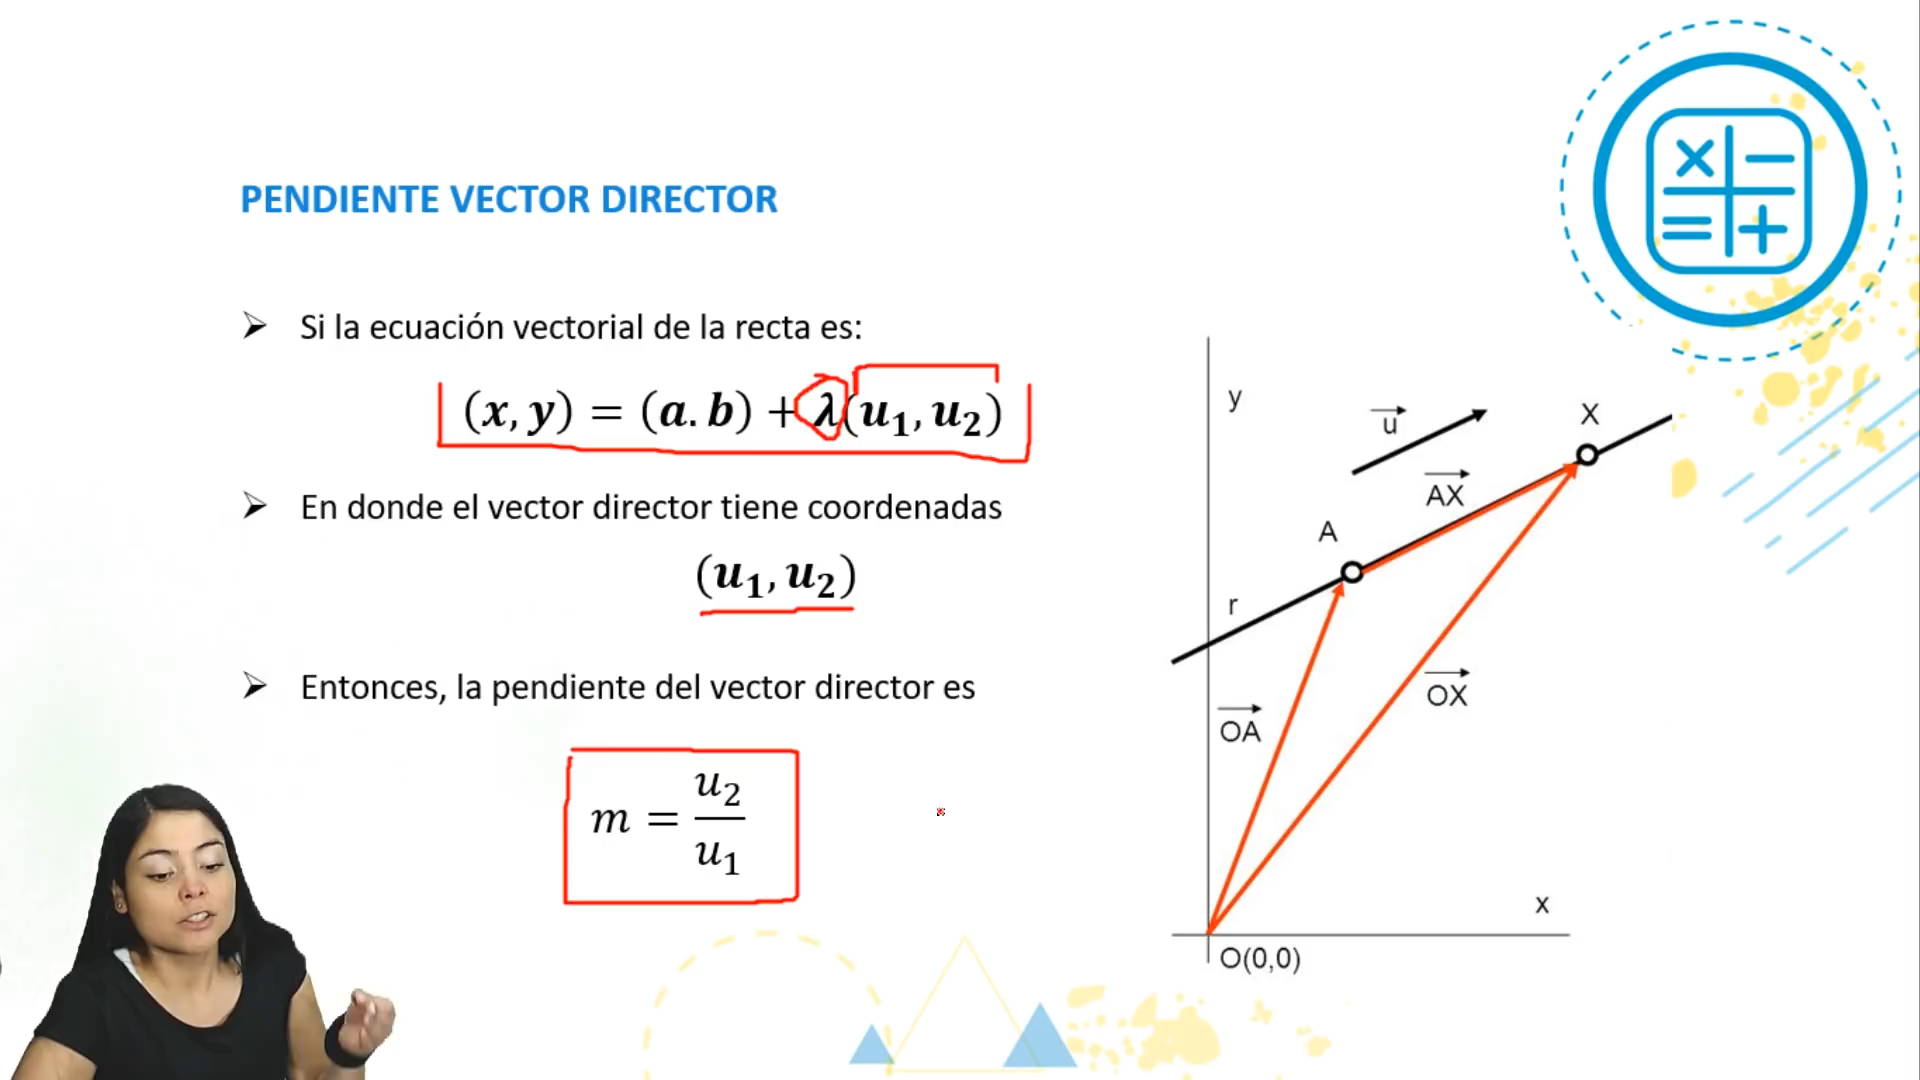 PENDIENTE VECTOR DIRECTOR
➢ Si la ecuación vectorial de la recta es:
(x, y) = (a. b) + λ(u₁, u₂)
➢ En donde el vector director tiene coordenadas
(u₁, u₂)
➢ Entonces, la pendiente del vector director es
m = u₂/u₁
y
u
X
AX
A
r
OX
OA
x
O(0,0)